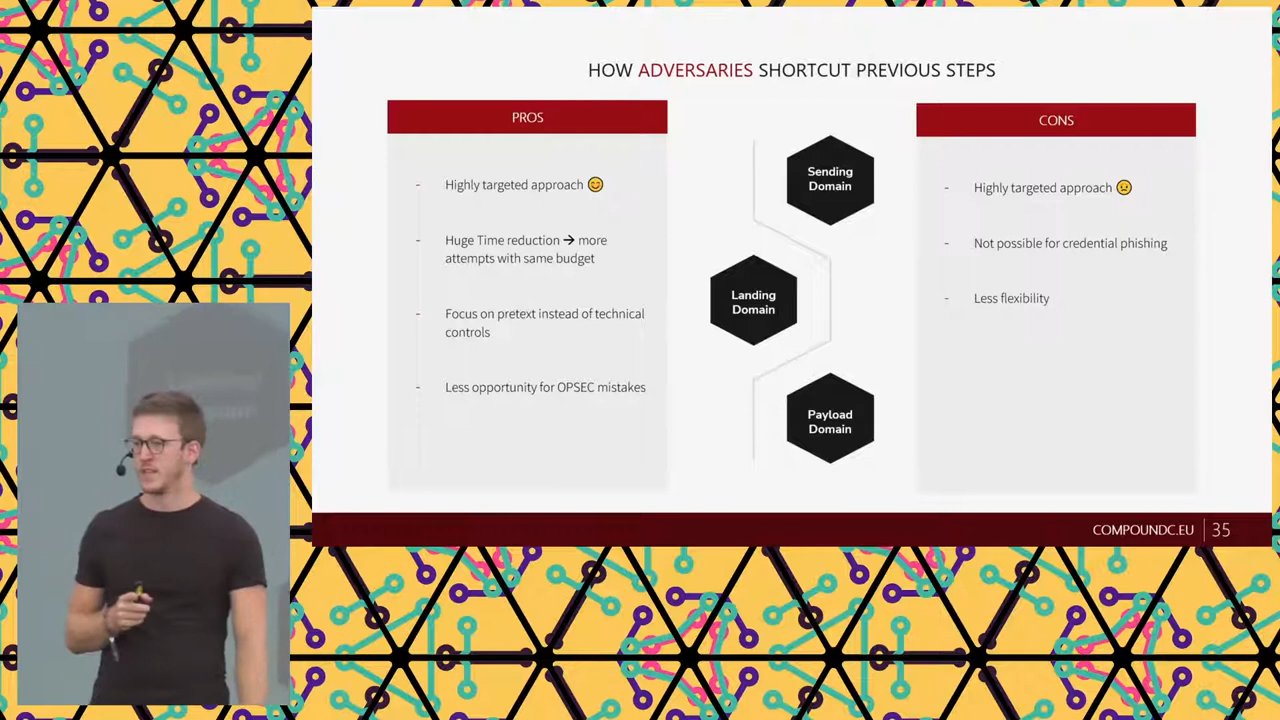 HOW ADVERSARIES SHORTCUT PREVIOUS STEPS
PROS
- Highly targeted approach 😊
- Huge Time reduction → more
attempts with same budget
- Focus on pretext instead of technical
controls
- Less opportunity for OPSEC mistakes
Sending
Domain
Landing
Domain
Payload
Domain
CONS
- Highly targeted approach ☹
- Not possible for credential phishing
- Less flexibility
COMPOUNDC.EU 35